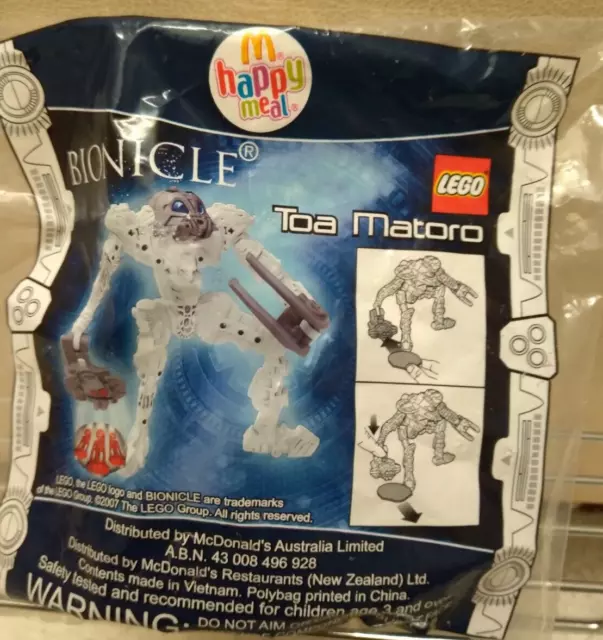 M
happy
meal®
BIONICLE®
LEGO
Toa Matoro
LEGO, the LEGO logo and BIONICLE are trademarks
of the LEGO Group. ©2007 The LEGO Group. All rights reserved.
Distributed by McDonald's Australia Limited
A.B.N. 43 008 496 928
Distributed by McDonald's Restaurants (New Zealand) Ltd.
Contents made in Vietnam. Polybag printed in China.
Safety tested and recommended for children age 3 and over.
WARNING: DO NOT AIM